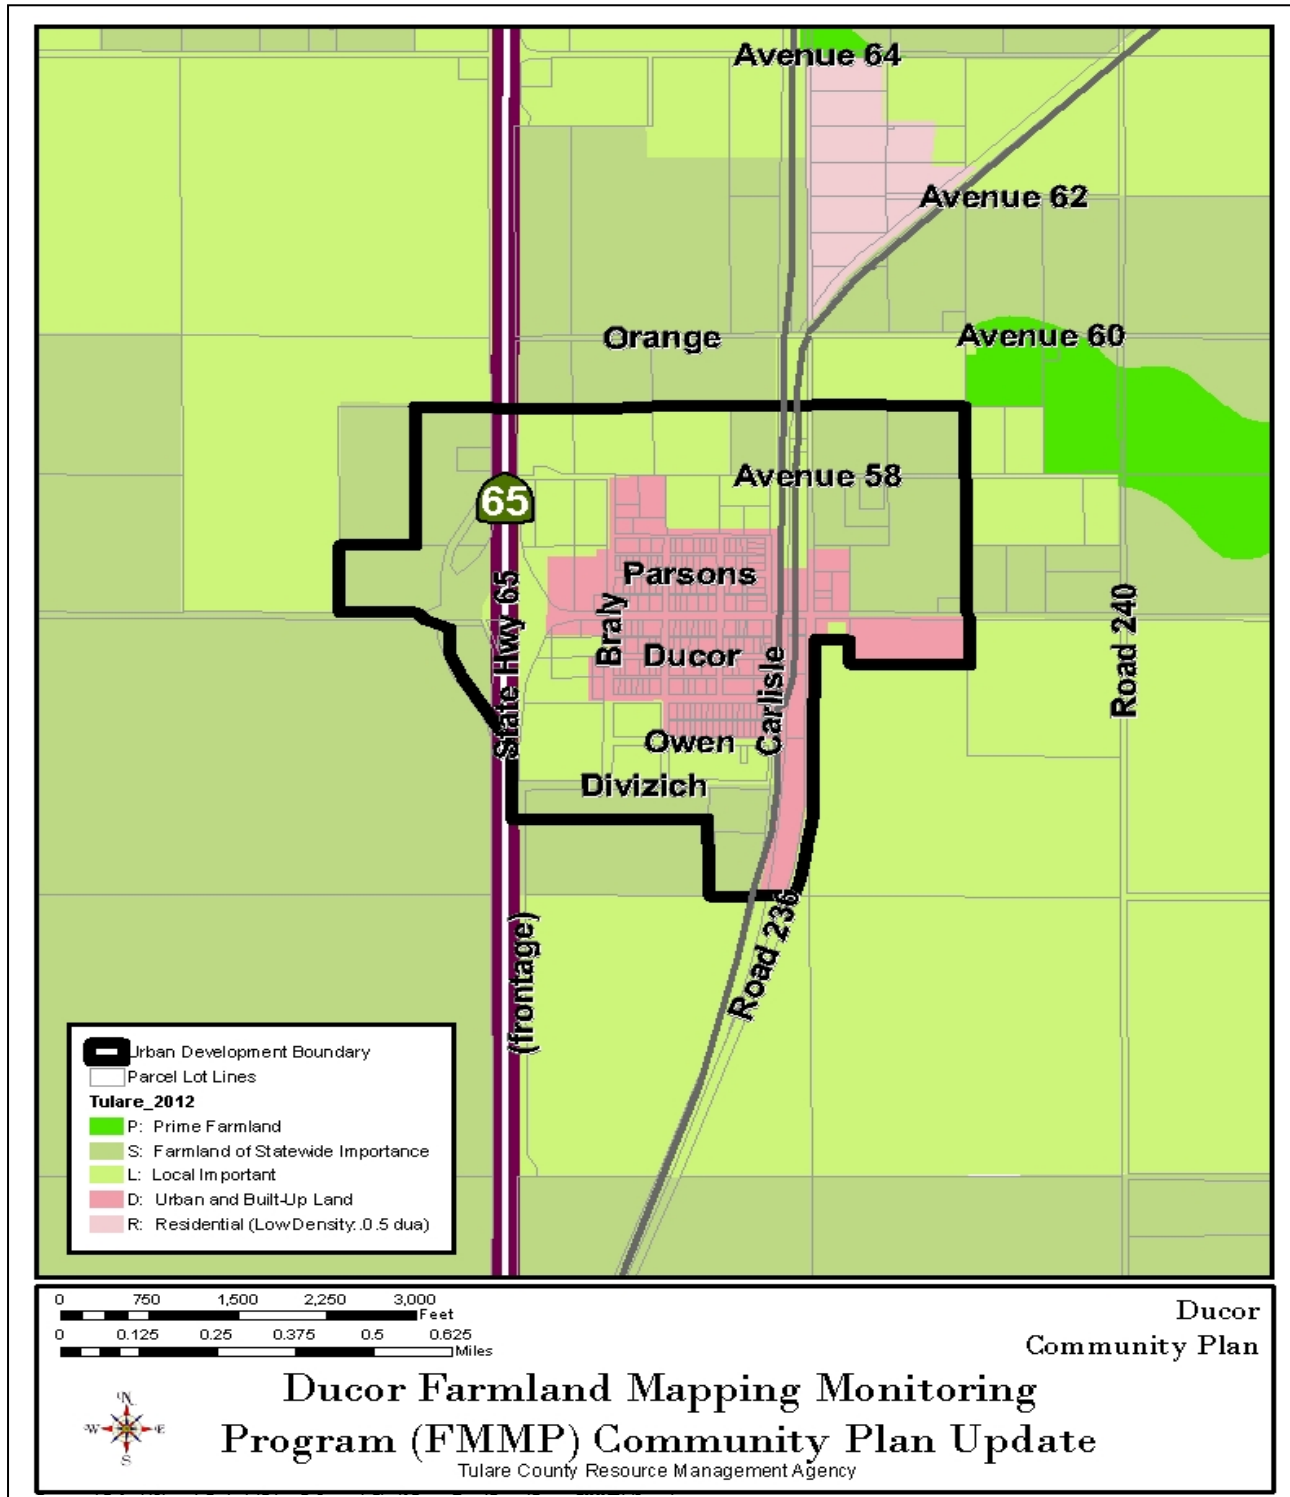 Avenue 64
Avenue 62
Orange
Avenue 60
Avenue 58
65
Parsons
Braly
State Hwy 65
Ducor
Carlisle
Road 240
Owen
Divizich
Road 236
(frontage)
Urban Development Boundary
Parcel Lot Lines
Tulare_2012
P: Prime Farmland
S: Farmland of Statewide Importance
L: Local Important
D: Urban and Built-Up Land
R: Residential (Low Density:.0.5 dua)
0 750 1,500 2,250 3,000
Feet
0 0.125 0.25 0.375 0.5 0.625
Miles
Ducor
Community Plan
N
W E
S
Ducor Farmland Mapping Monitoring
Program (FMMP) Community Plan Update
Tulare County Resource Management Agency